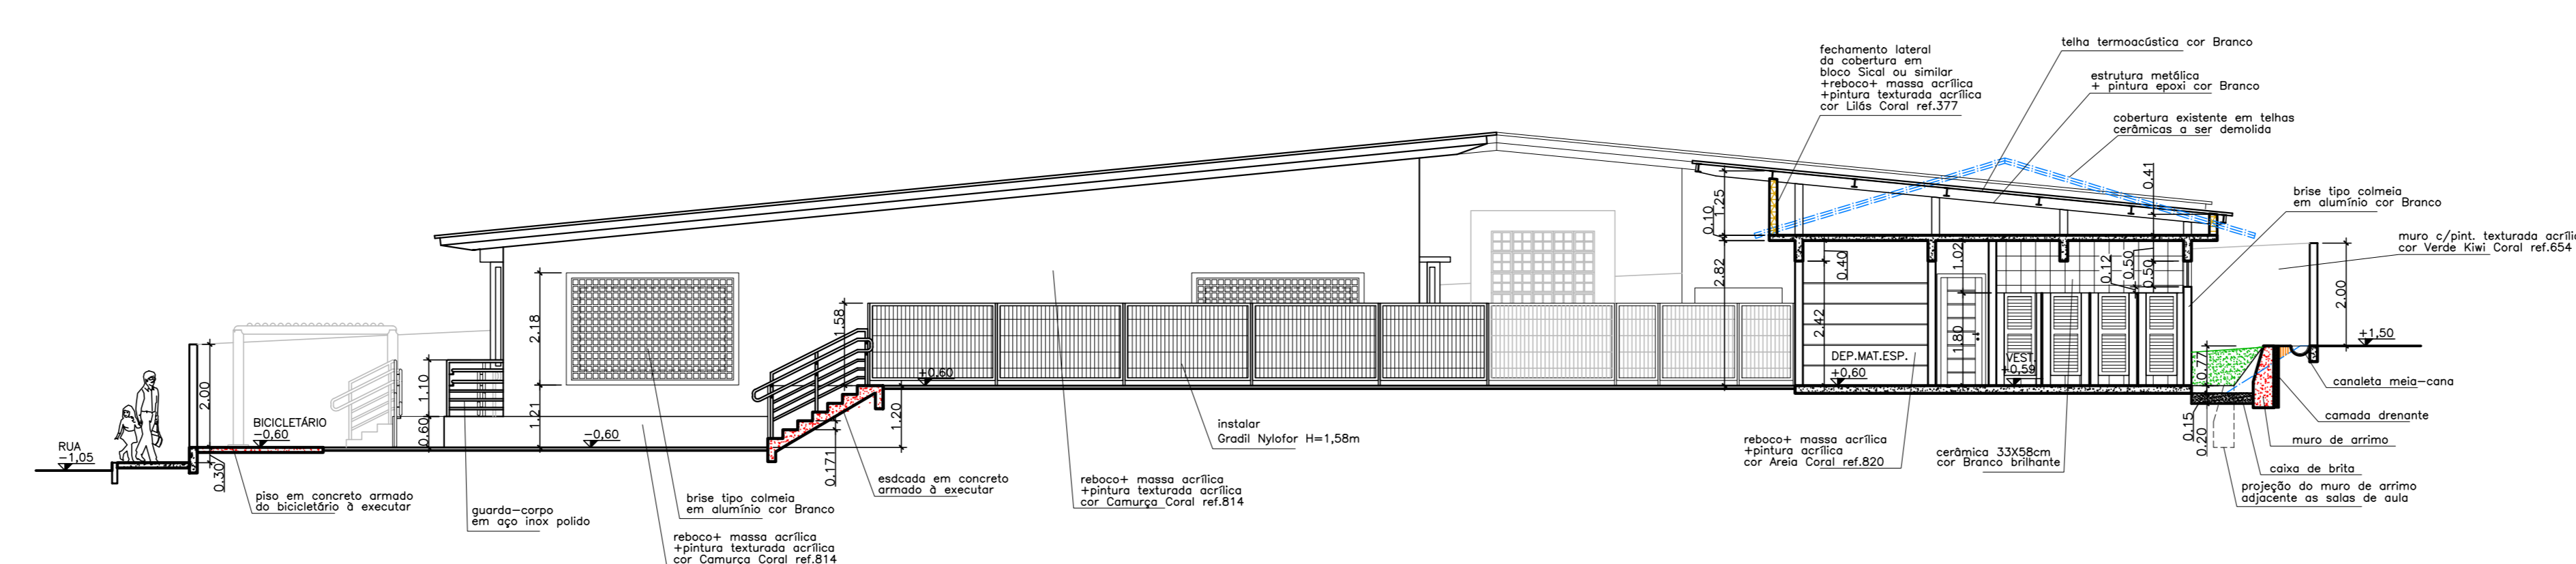 fechamento lateral
da cobertura em
bloco Sical ou similar
+reboco+ massa acrílica
+pintura texturada acrílica
cor Lilás Coral ref.377
telha termoacústica cor Branco
estrutura metálica
+ pintura epoxi cor Branco
cobertura existente em telhas
cerâmicas a ser demolida
brise tipo colmeia
em alumínio cor Branco
muro c/pint. texturada acríli
cor Verde Kiwi Coral ref.654
0.41
1.25
0.10
2.82
0.40
1.02
0.12
0.50
0.50
2.00
+1,50
2.42
1.80
DEP.MAT.ESP.
+0,60
VEST.
+0,59
0.77
canaleta meia-cana
camada drenante
muro de arrimo
caixa de brita
projeção do muro de arrimo
adjacente as salas de aula
0.15
0.20
RUA
-1,05
2.00
BICICLETÁRIO
-0,60
0.30
1.10
0.60
2.18
1.21
-0,60
1.58
+0,60
1.20
0.171
piso em concreto armado
do bicicletário à executar
guarda-corpo
em aço inox polido
brise tipo colmeia
em alumínio cor Branco
reboco+ massa acrílica
+pintura texturada acrílica
cor Camurça Coral ref.814
esdcada em concreto
armado à executar
reboco+ massa acrílica
+pintura texturada acrílica
cor Camurça Coral ref.814
instalar
Gradil Nylofor H=1,58m
reboco+ massa acrílica
+pintura acrílica
cor Areia Coral ref.820
cerâmica 33X58cm
cor Branco brilhante